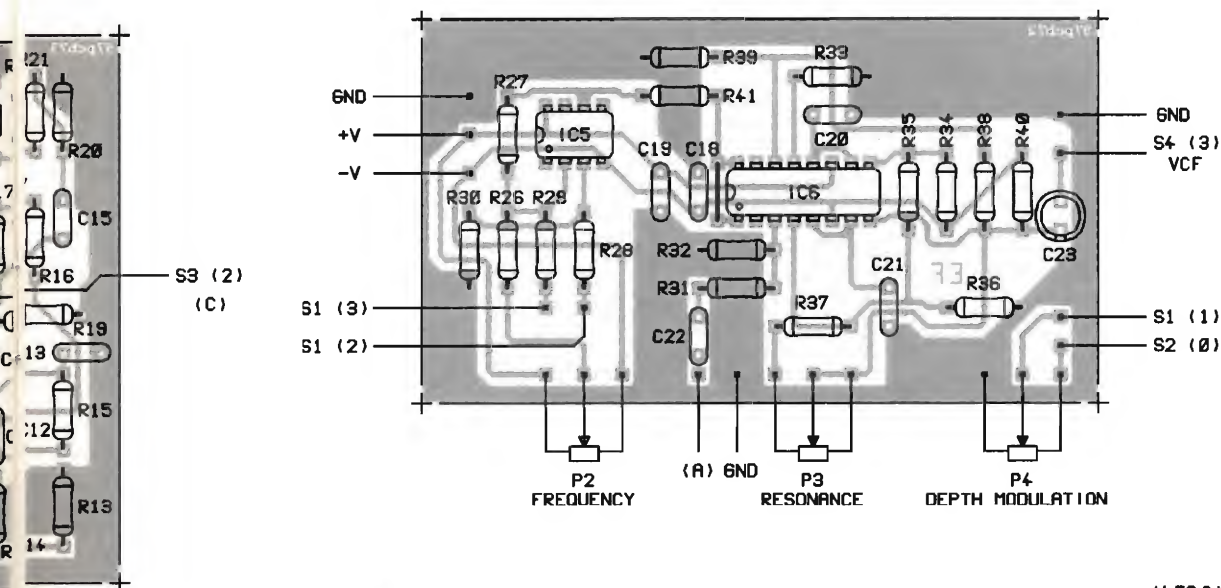 R21
R20
C15
R16
S3 (2)
(C)
R19
13
R15
C12
R13
14
R39
R33
R27
GND
R41
GND
+V
IC5
C20
R35
R34
R38
R40
S4 (3)
VCF
-V
C19
C18
IC6
R30
R26
R29
R28
R32
C23
R31
C21
R36
S1 (3)
R37
S1 (1)
C22
S1 (2)
S2 (0)
P2
FREQUENCY
(A)
GND
P3
RESONANCE
P4
DEPTH MODULATION